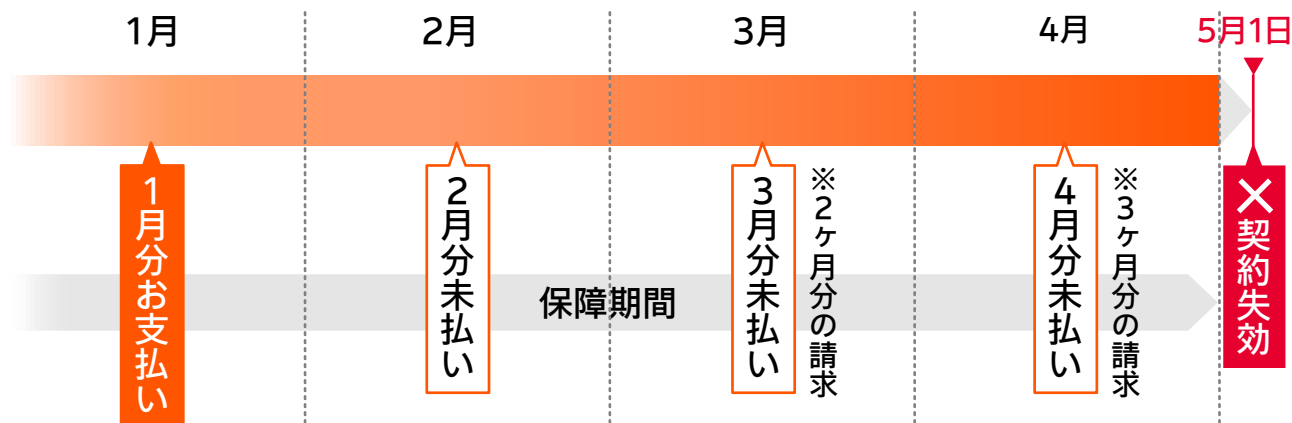 1月
2月
3月
4月
5月1日
1月分お支払い
2月分未払い
3月分未払い
※2ヶ月分の請求
4月分未払い
※3ヶ月分の請求
×契約失効
保障期間